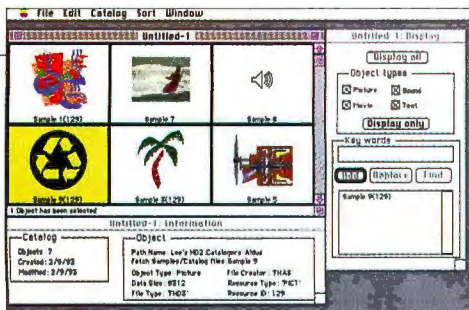 File Edit Catalog Sort Window
Untitled-1
Untitled-1: Display
Display all
Object types
Picture
Sound
Movie
Text
Display only
Key words
Replace
Find
Sample 9(129)
Sample 1(129)
Sample 7
Sample 6
Sample 9(129)
Sample 3(129)
Sample 5
1 Object has been selected
Untitled-1: Information
Catalog
Objects: 7
Created: 2/9/93
Modified: 2/9/93
Object
Path Name: Lee's HD2:Catalogers:Aldus
Fetch Samples/Catalog files:Sample 9
Object Type: Picture
Data Size: 8312
File Type:
File Creator:
Resource Type: 'PICT'
Resource ID: 129